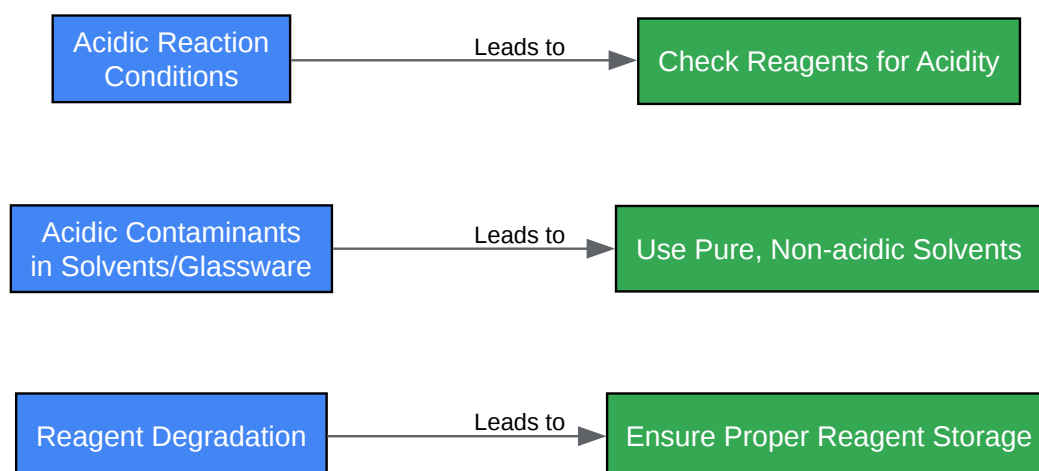 Acidic Reaction
Conditions
Leads to
Check Reagents for Acidity
Acidic Contaminants
in Solvents/Glassware
Leads to
Use Pure, Non-acidic Solvents
Reagent Degradation
Leads to
Ensure Proper Reagent Storage